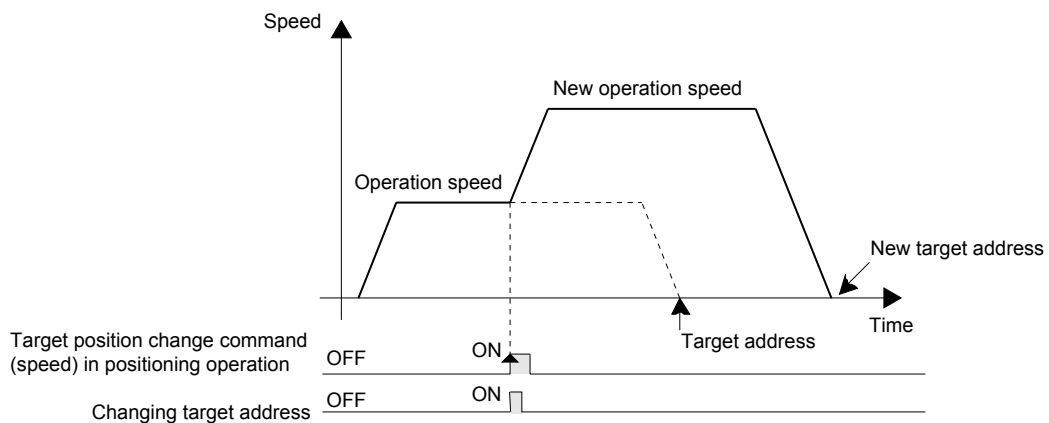 Speed
New operation speed
Operation speed
New target address
Time
Target address
Target position change command
(speed) in positioning operation
OFF
ON
Changing target address
OFF
ON